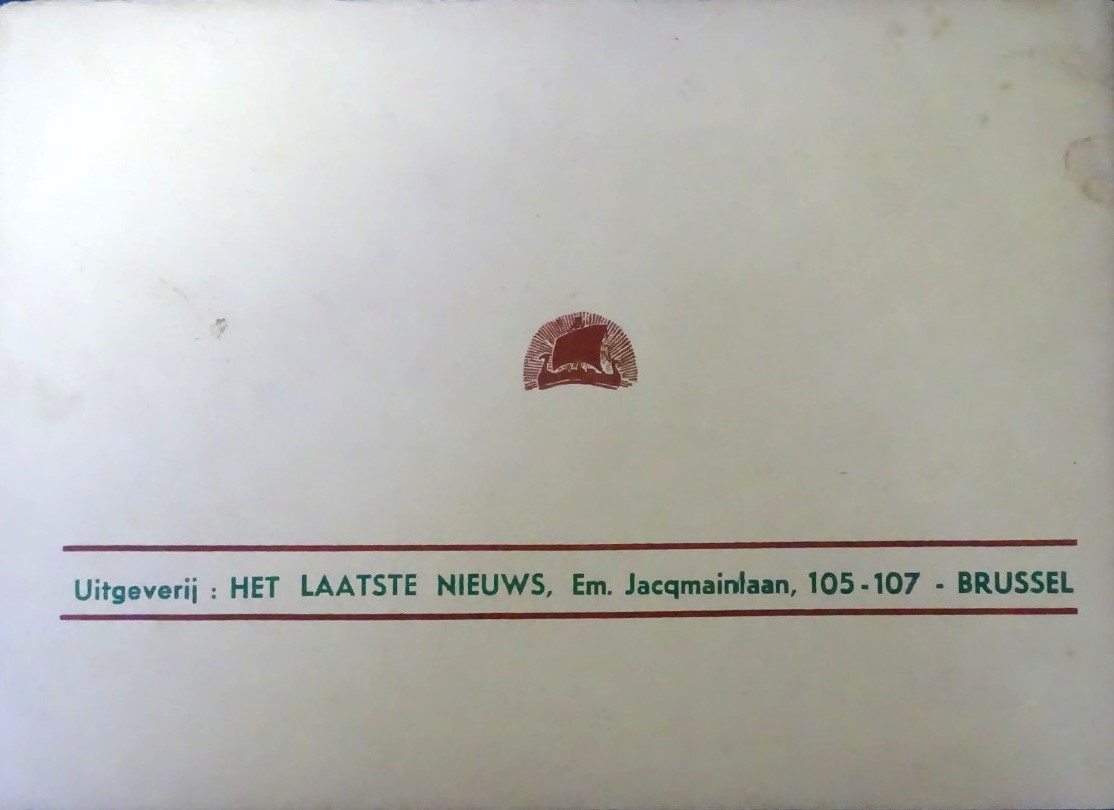 Uitgeverij : HET LAATSTE NIEUWS, Em. Jacqmainlaan, 105-107 - BRUSSEL